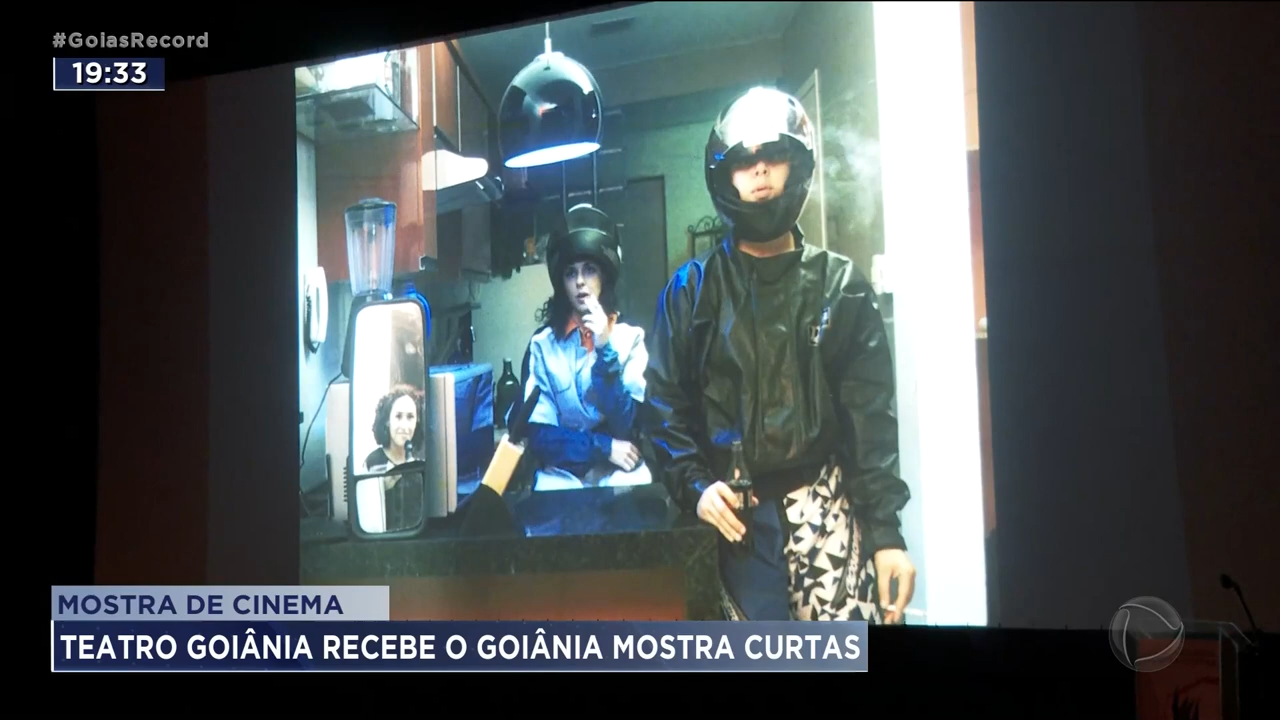 #GoiasRecord
19:33
MOSTRA DE CINEMA
TEATRO GOIÂNIA RECEBE O GOIÂNIA MOSTRA CURTAS